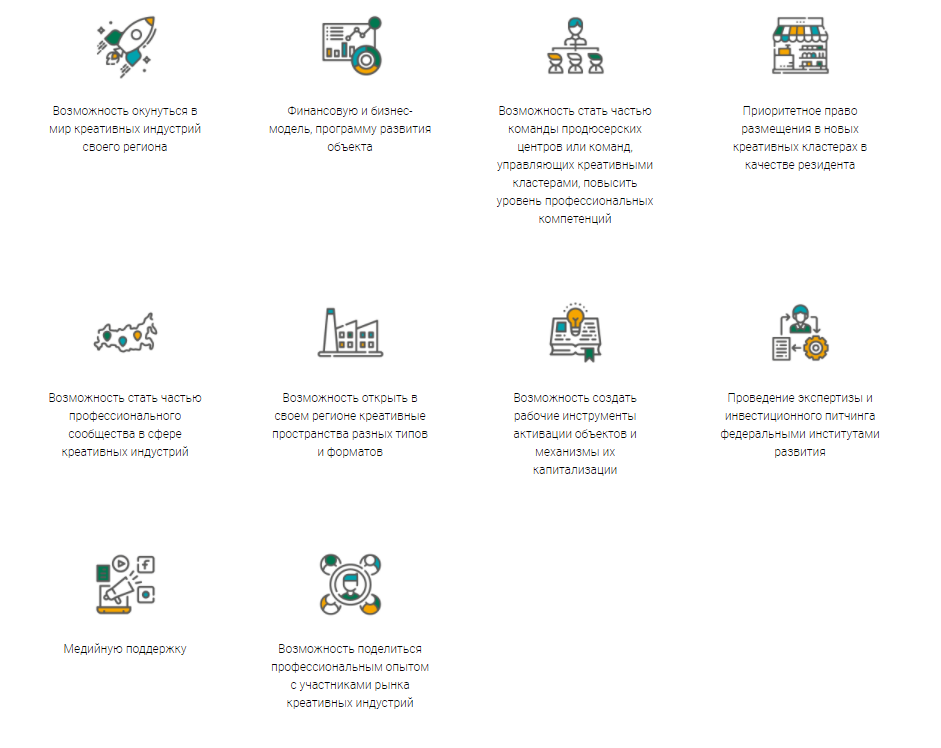 Возможность окунуться в
мир креативных индустрий
своего региона
Финансовую и бизнес-
модель, программу развития
объекта
Возможность стать частью
команды продюсерских
центров или команд,
управляющих креативными
кластерами, повысить
уровень профессиональных
компетенций
Приоритетное право
размещения в новых
креативных кластерах в
качестве резидента
Возможность стать частью
профессионального
сообщества в сфере
креативных индустрий
Возможность открыть в
своем регионе креативные
пространства разных типов
и форматов
Возможность создать
рабочие инструменты
активации объектов и
механизмы их
капитализации
Проведение экспертизы и
инвестиционного питчинга
федеральными институтами
развития
Медийную поддержку
Возможность поделиться
профессиональным опытом
с участниками рынка
креативных индустрий